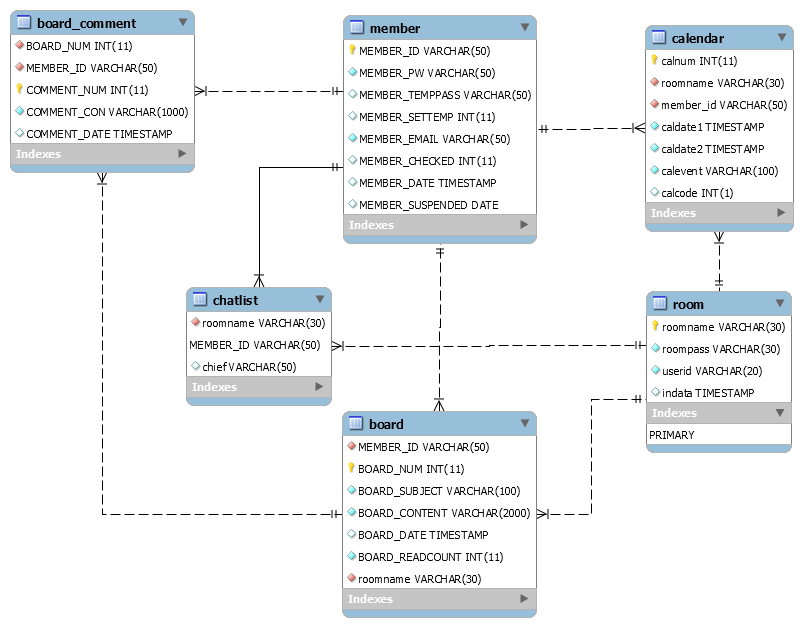 board_comment
BOARD_NUM INT(11)
MEMBER_ID VARCHAR(50)
COMMENT_NUM INT(11)
COMMENT_CON VARCHAR(1000)
COMMENT_DATE TIMESTAMP
Indexes
member
MEMBER_ID VARCHAR(50)
MEMBER_PW VARCHAR(50)
MEMBER_TEMPPASS VARCHAR(50)
MEMBER_SETTEMP INT(11)
MEMBER_EMAIL VARCHAR(50)
MEMBER_CHECKED INT(11)
MEMBER_DATE TIMESTAMP
MEMBER_SUSPENDED DATE
Indexes
calendar
calnum INT(11)
roomname VARCHAR(30)
member_id VARCHAR(50)
caldate1 TIMESTAMP
caldate2 TIMESTAMP
calevent VARCHAR(100)
calcode INT(1)
Indexes
chatlist
roomname VARCHAR(30)
MEMBER_ID VARCHAR(50)
chief VARCHAR(50)
Indexes
room
roomname VARCHAR(30)
roompass VARCHAR(30)
userid VARCHAR(20)
indata TIMESTAMP
Indexes
PRIMARY
board
MEMBER_ID VARCHAR(50)
BOARD_NUM INT(11)
BOARD_SUBJECT VARCHAR(100)
BOARD_CONTENT VARCHAR(2000)
BOARD_DATE TIMESTAMP
BOARD_READCOUNT INT(11)
roomname VARCHAR(30)
Indexes